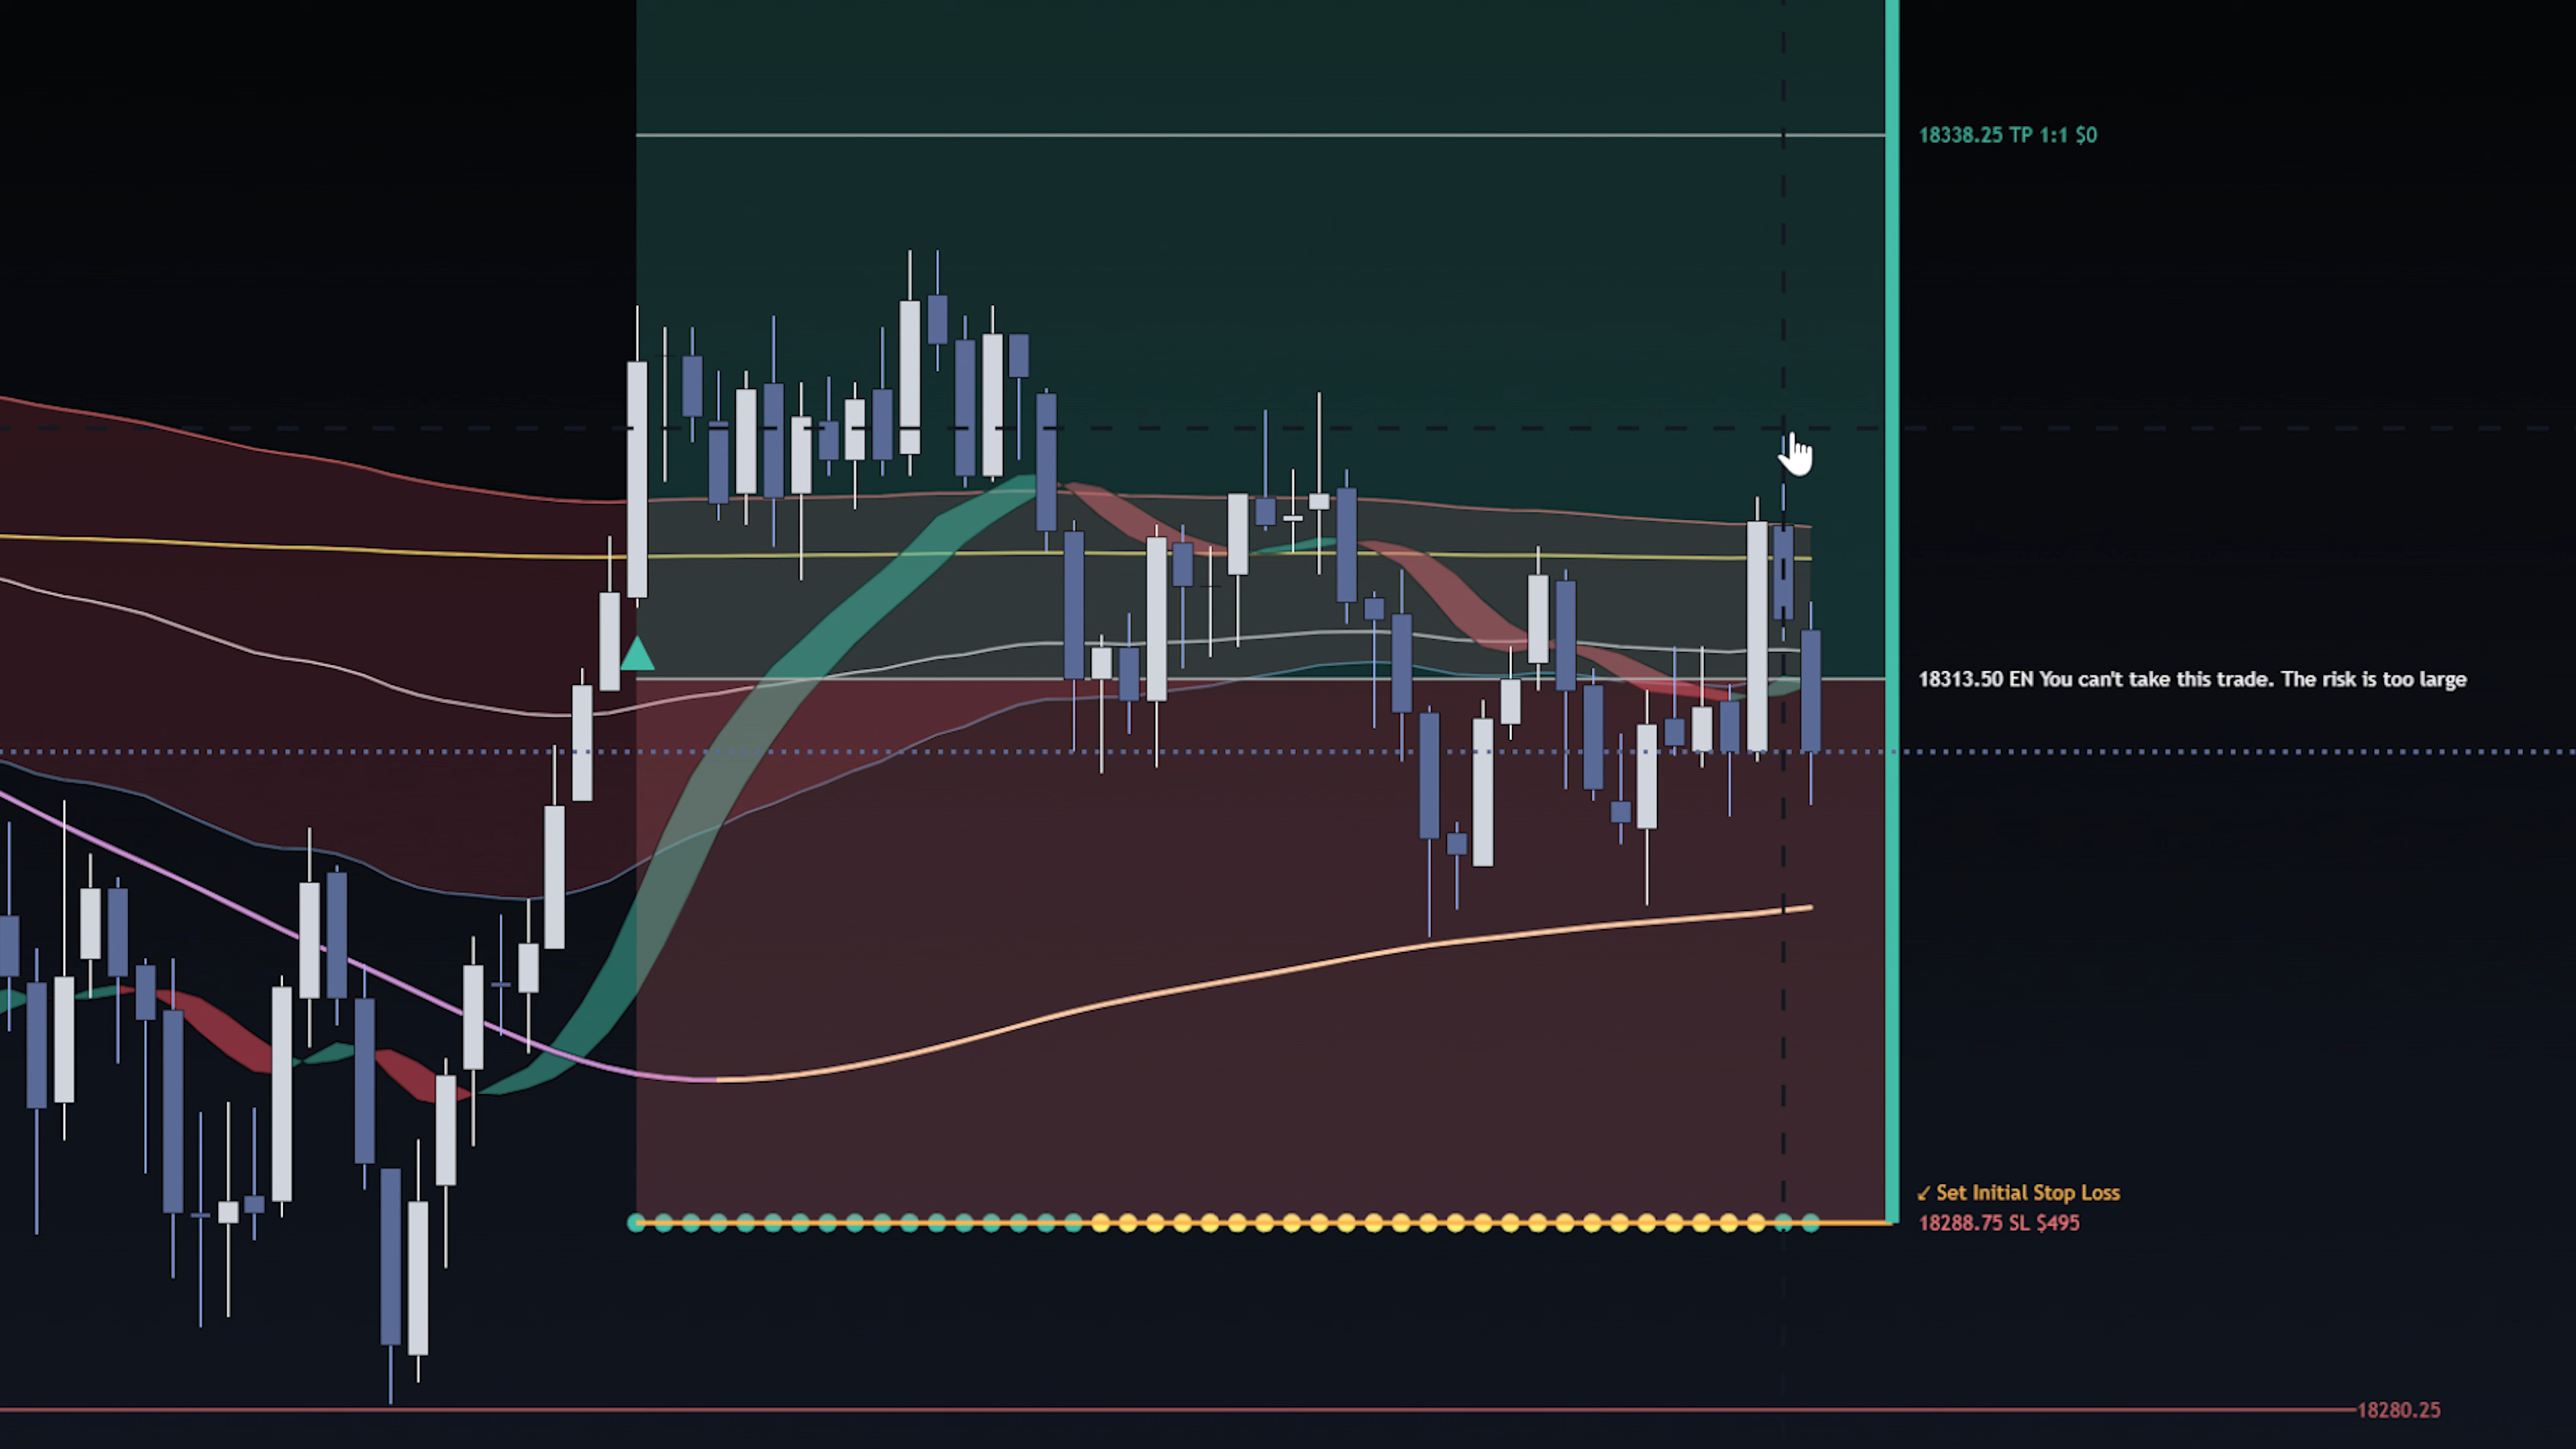 18338.25 TP 1:1 $0
18313.50 EN You can't take this trade. The risk is too large
↙ Set Initial Stop Loss
18288.75 SL $495
18280.25